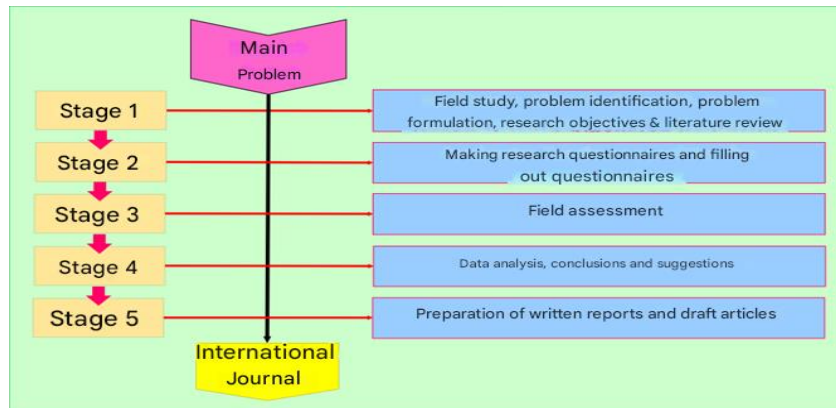 Main
Problem
Stage 1
Field study, problem identification, problem
formulation, research objectives & literature review
Stage 2
Making research questionnaires and filling
out questionnaires
Stage 3
Field assessment
Stage 4
Data analysis, conclusions and suggestions
Stage 5
Preparation of written reports and draft articles
International
Journal